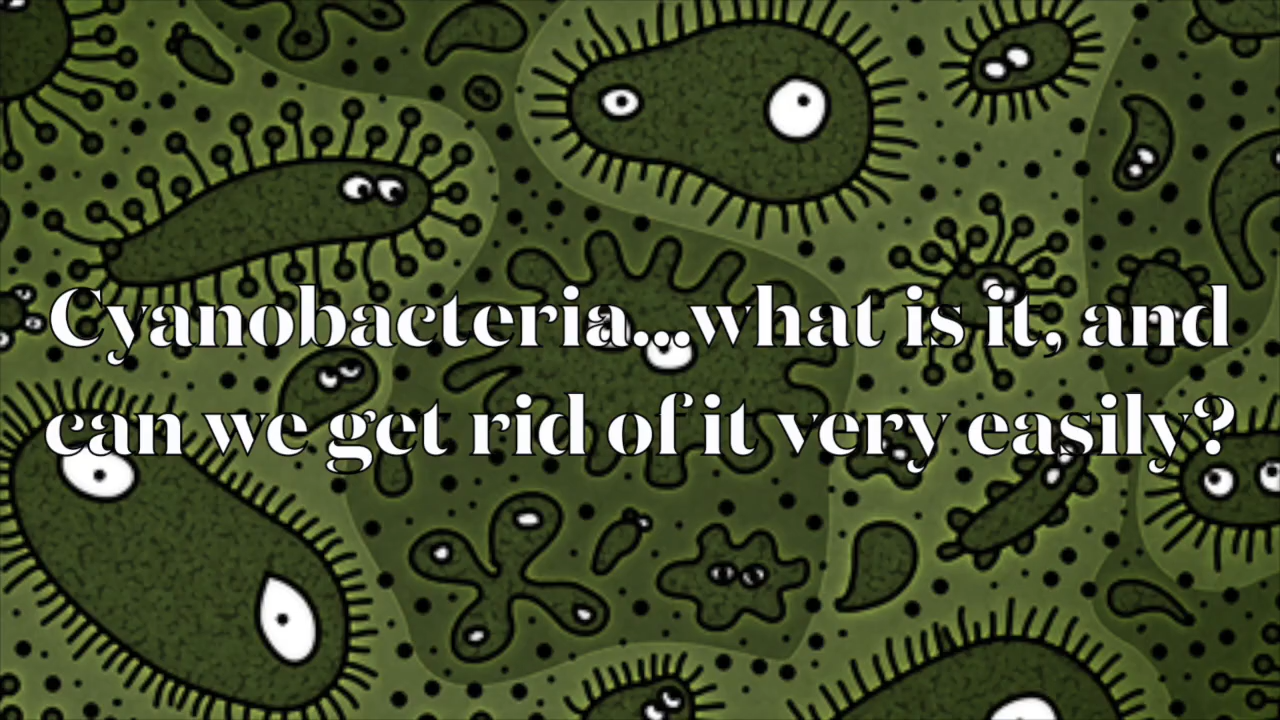 Cyanobacteria...what is it, and
can we get rid of it very easily?